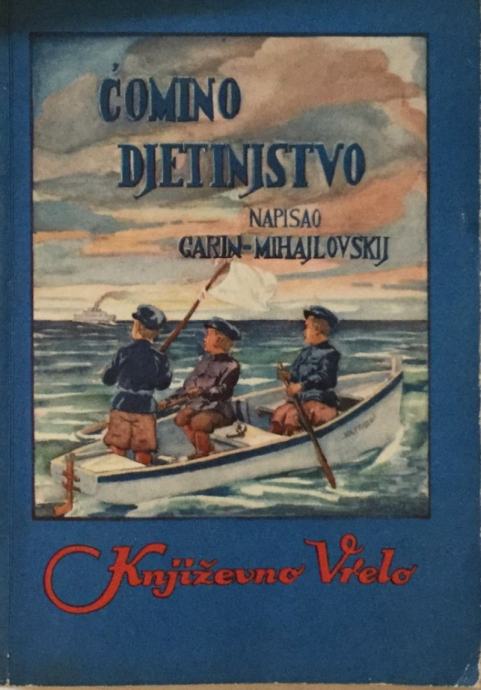 ĆOMINO
DJETINJSTVO
NAPISAO
GARIN-MIHAJLOVSKIJ
Književno Vrelo